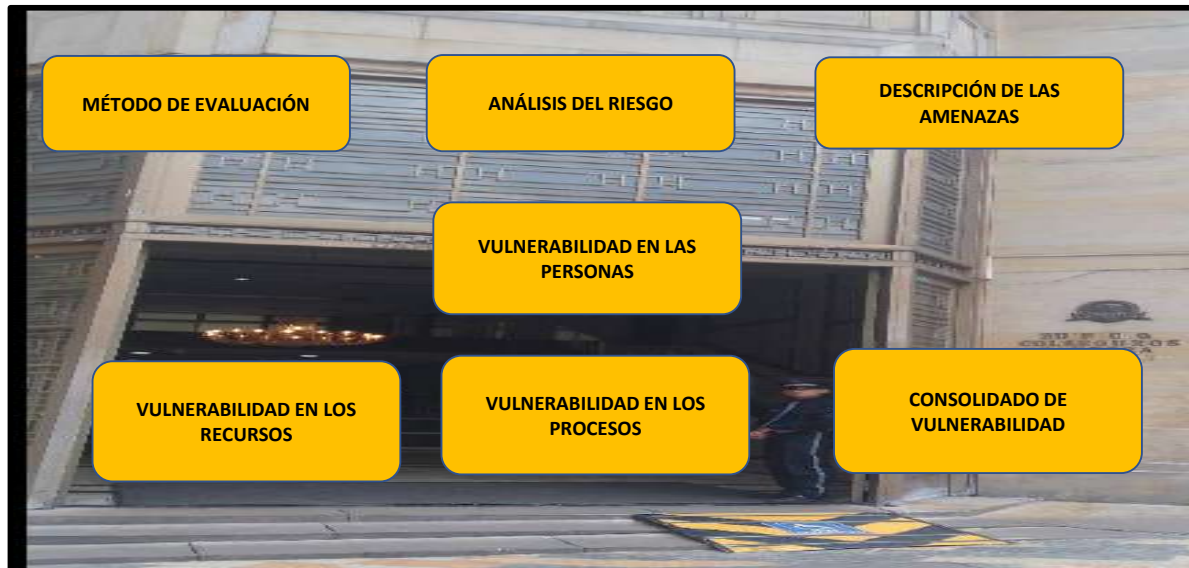 MÉTODO DE EVALUACIÓN
ANÁLISIS DEL RIESGO
DESCRIPCIÓN DE LAS
AMENAZAS
VULNERABILIDAD EN LAS
PERSONAS
VULNERABILIDAD EN LOS
RECURSOS
VULNERABILIDAD EN LOS
PROCESOS
CONSOLIDADO DE
VULNERABILIDAD